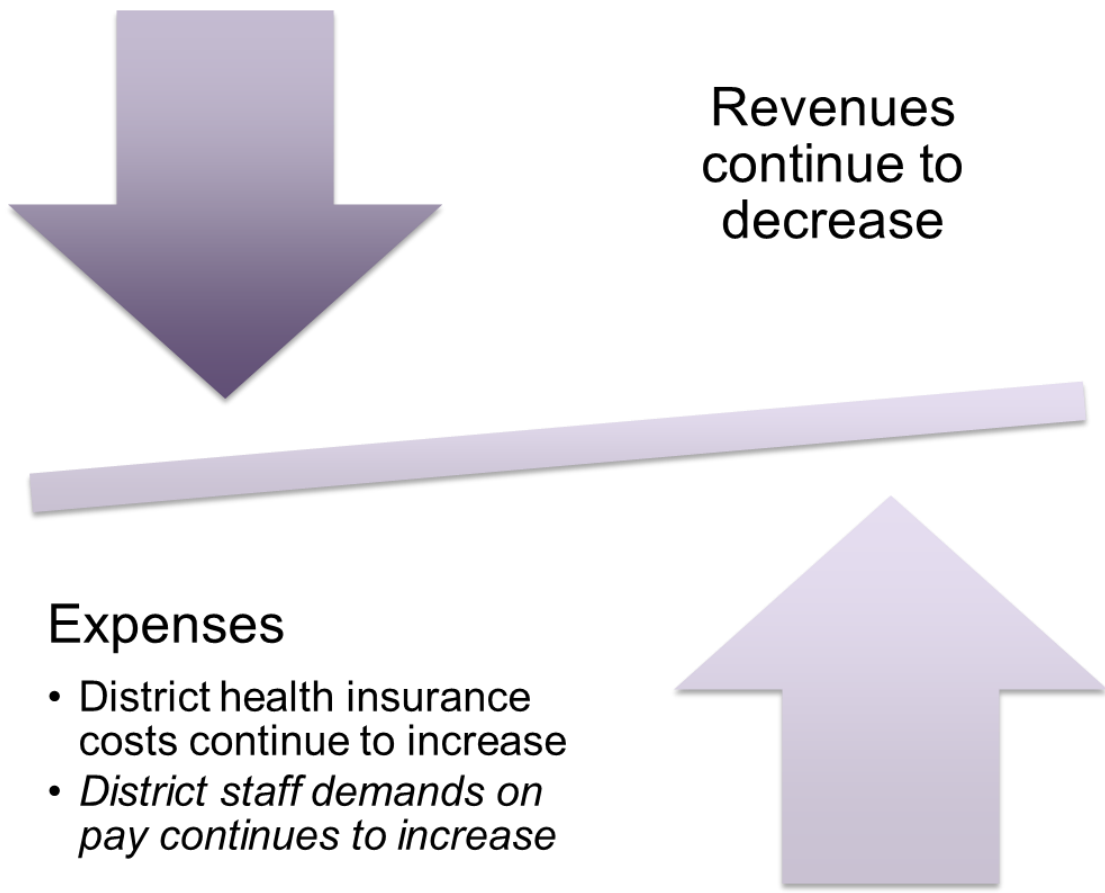 Revenues
continue to
decrease
Expenses
• District health insurance
costs continue to increase
• District staff demands on
pay continues to increase